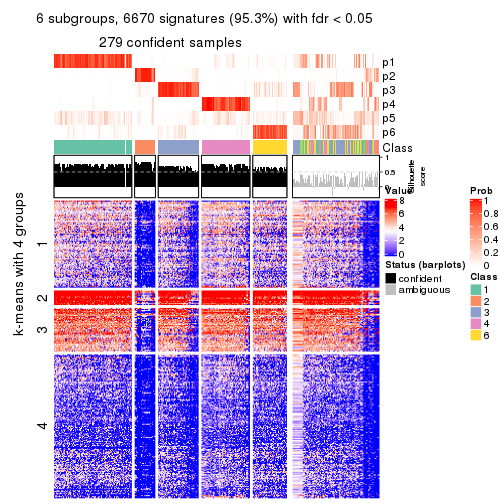 6 subgroups, 6670 signatures (95.3%) with fdr < 0.05
279 confident samples
p1
p2
p3
p4
p5
p6
Class
1
0.5
0
Silhouette
score
k-means with 4 groups
1
2
3
4
Value
8
6
4
2
0
Status (barplots)
confident
ambiguous
Prob
1
0.8
0.6
0.4
0.2
0
Class
1
2
3
4
6